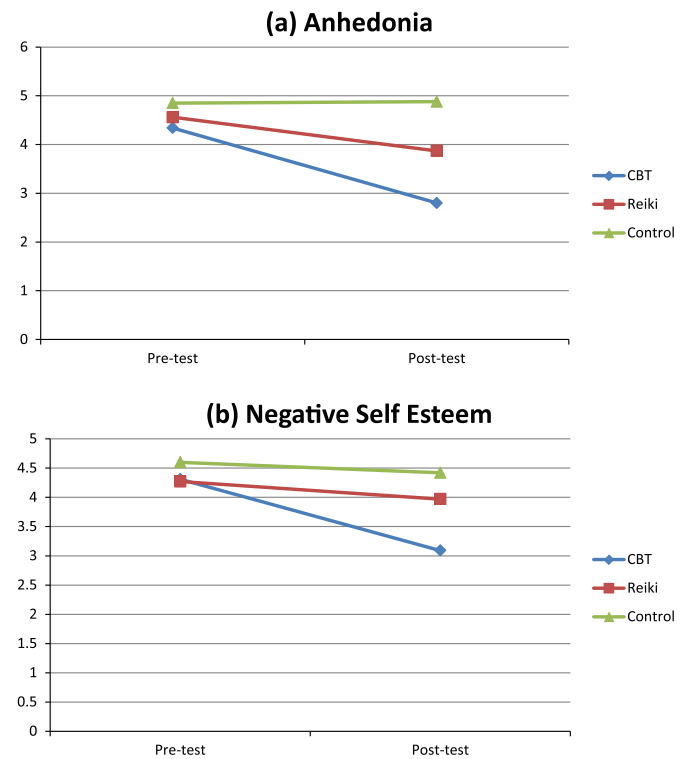 (a) Anhedonia
6
5
4
3
2
1
0
Pre-test
Post-test
CBT
Reiki
Control
(b) Negative Self Esteem
5
4.5
4
3.5
3
2.5
2
1.5
1
0.5
0
Pre-test
Post-test
CBT
Reiki
Control